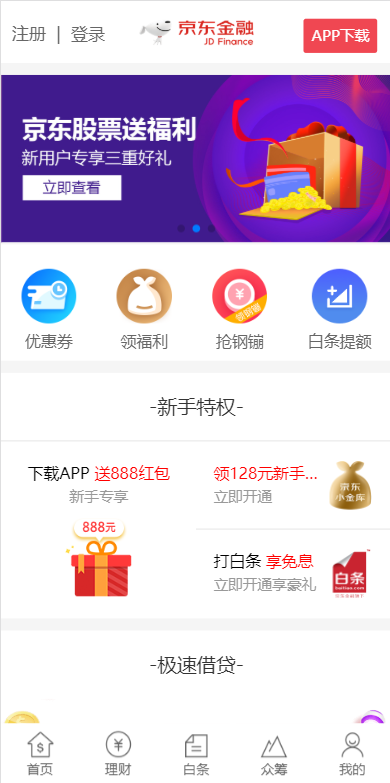 注册 | 登录
京东金融
JD Finance
APP下载
京东股票送福利
新用户专享三重好礼
立即查看
领钢镚
优惠券
领福利
抢钢镚
白条提额
-新手特权-
下载APP 送888红包
新手专享
888元
领128元新手...
立即开通
京东
小金库
打白条 享免息
立即开通享豪礼
白条
-极速借贷-
首页
理财
白条
众筹
我的